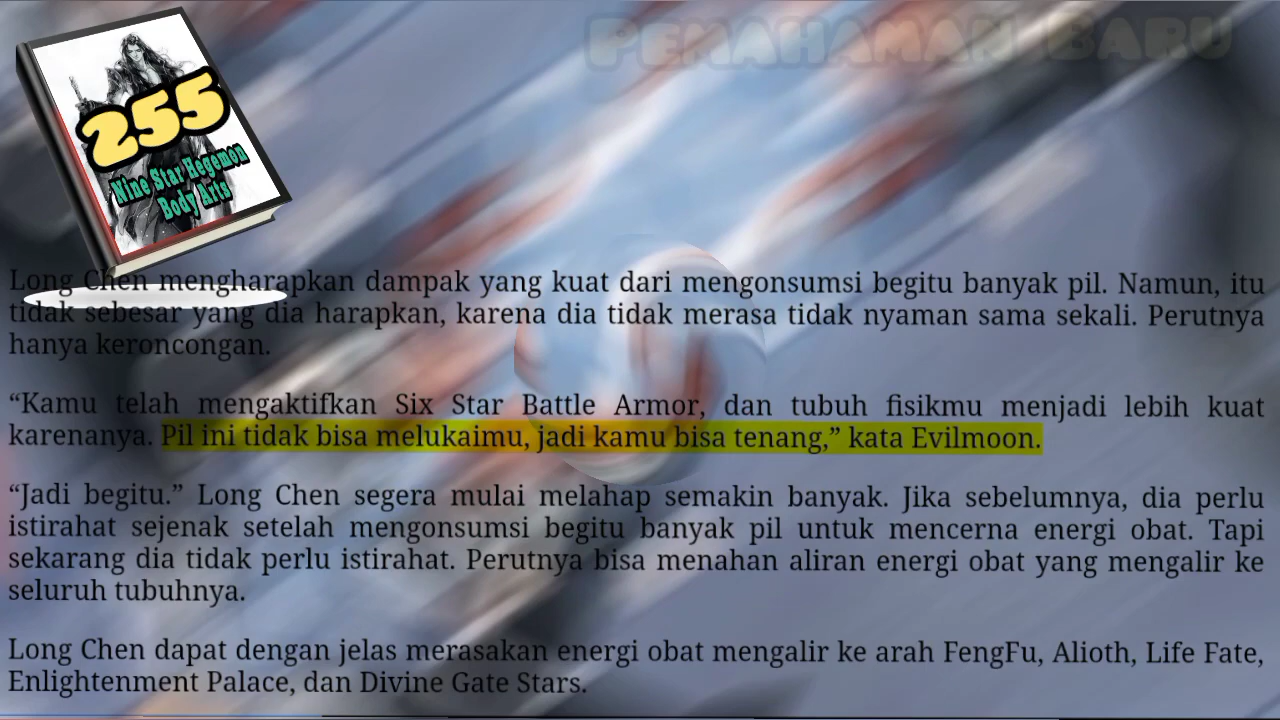 PEMAHAMAN BARU
255
Nine Star Hegemon
Body Arts
Long Chen mengharapkan dampak yang kuat dari mengonsumsi begitu banyak pil. Namun, itu
tidak sebesar yang dia harapkan, karena dia tidak merasa tidak nyaman sama sekali. Perutnya
hanya keroncongan.
“Kamu telah mengaktifkan Six Star Battle Armor, dan tubuh fisikmu menjadi lebih kuat
karenanya. Pil ini tidak bisa melukaimu, jadi kamu bisa tenang,” kata Evilmoon.
“Jadi begitu.” Long Chen segera mulai melahap semakin banyak. Jika sebelumnya, dia perlu
istirahat sejenak setelah mengonsumsi begitu banyak pil untuk mencerna energi obat. Tapi
sekarang dia tidak perlu istirahat. Perutnya bisa menahan aliran energi obat yang mengalir ke
seluruh tubuhnya.
Long Chen dapat dengan jelas merasakan energi obat mengalir ke arah FengFu, Alioth, Life Fate,
Enlightenment Palace, dan Divine Gate Stars.